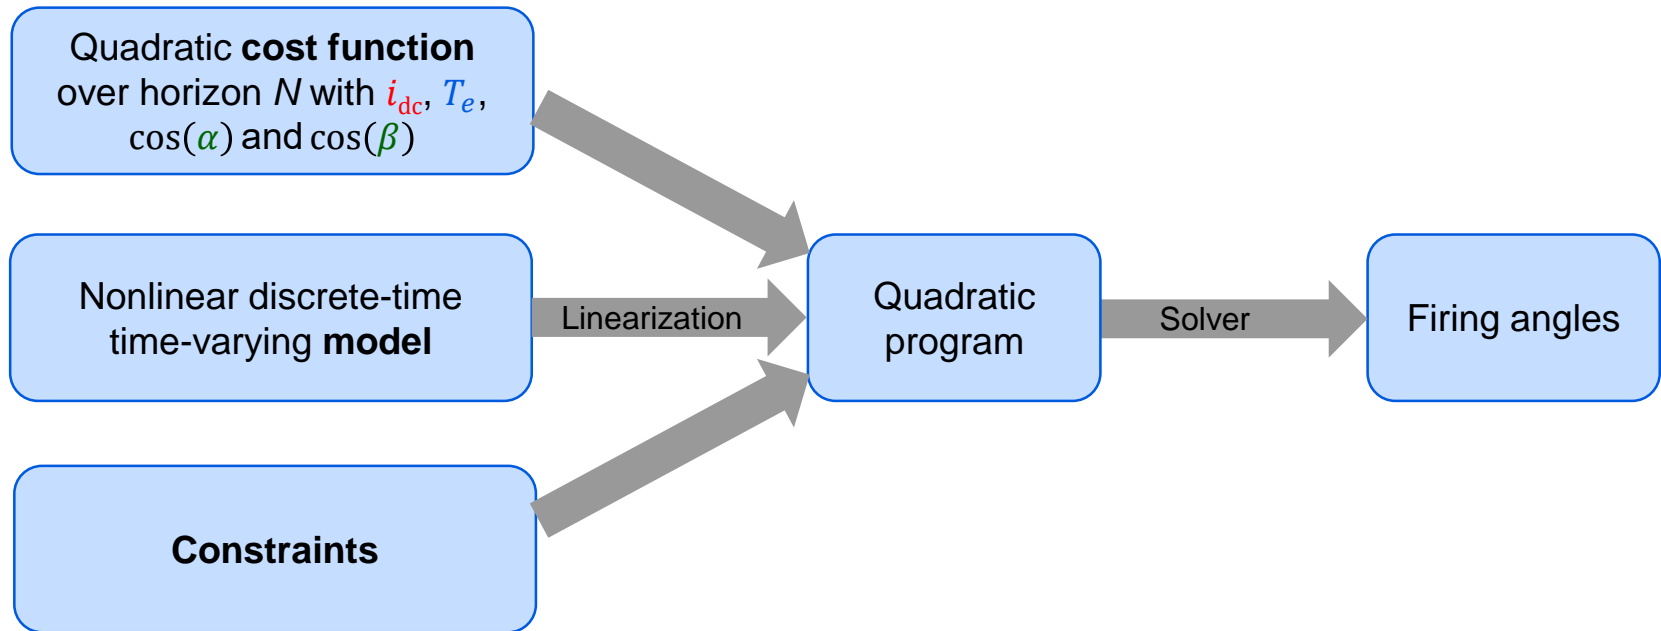 Quadratic cost function
over horizon N with i_dc, T_e,
cos(α) and cos(β)
Nonlinear discrete-time
time-varying model
Linearization
Quadratic
program
Solver
Firing angles
Constraints